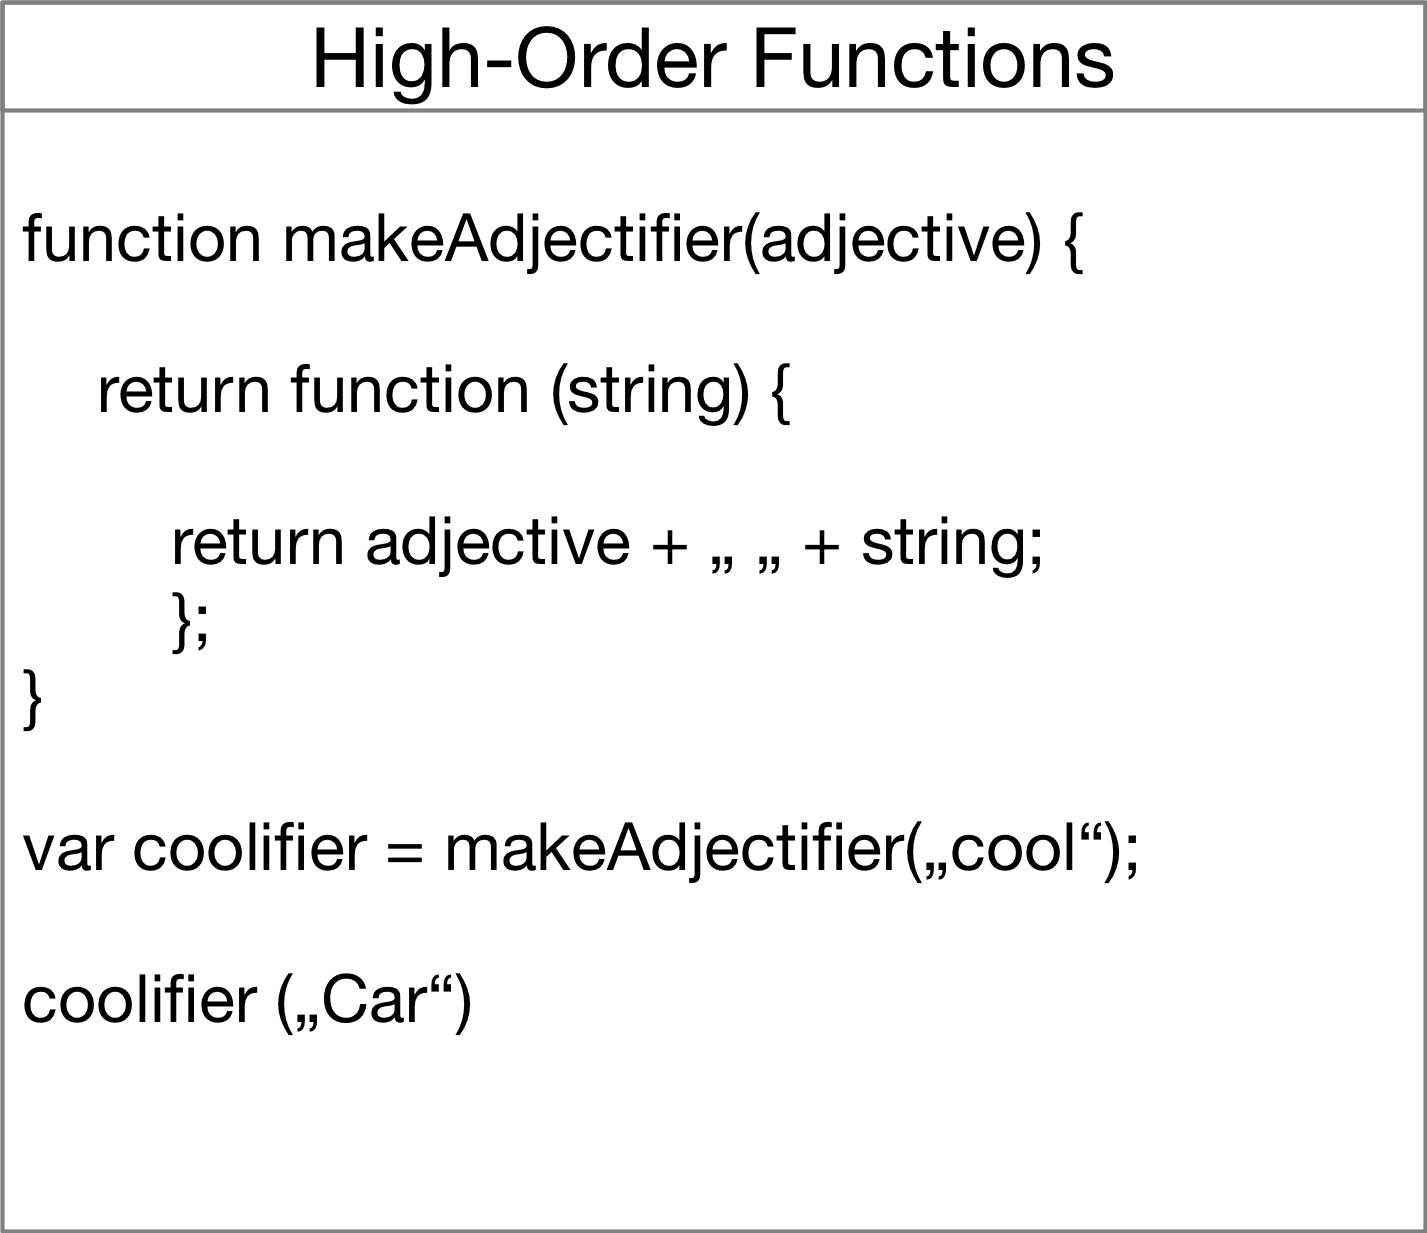 High-Order Functions
function makeAdjectifier(adjective) {
return function (string) {
return adjective + „ „ + string;
};
}
var coolifier = makeAdjectifier(„cool“);
coolifier („Car“)